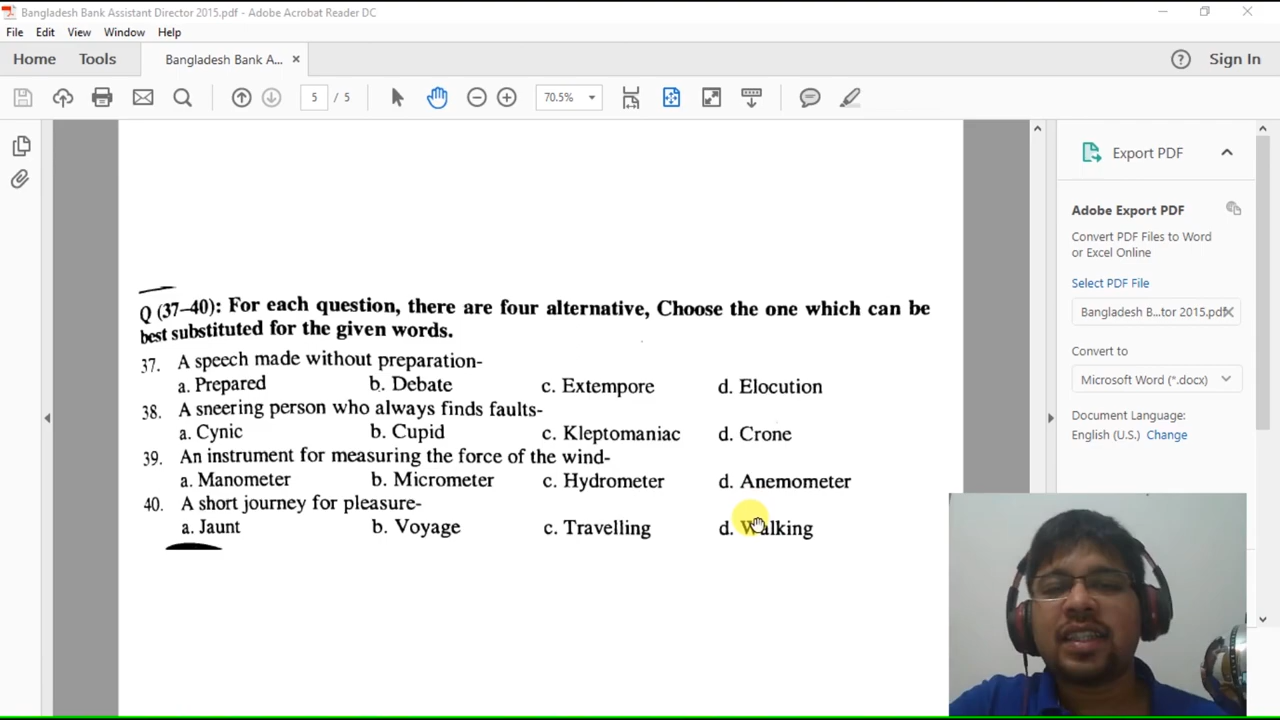 Bangladesh Bank Assistant Director 2015.pdf - Adobe Acrobat Reader DC
File Edit View Window Help
Home Tools Bangladesh Bank A... × Sign In
5 / 5 70.5%
Export PDF
Adobe Export PDF
Convert PDF Files to Word
or Excel Online
Select PDF File
Bangladesh B...tor 2015.pdf
Convert to
Microsoft Word (*.docx)
Document Language:
English (U.S.) Change
Q (37–40): For each question, there are four alternative, Choose the one which can be
best substituted for the given words.
37. A speech made without preparation-
a. Prepared b. Debate c. Extempore d. Elocution
38. A sneering person who always finds faults-
a. Cynic b. Cupid c. Kleptomaniac d. Crone
39. An instrument for measuring the force of the wind-
a. Manometer b. Micrometer c. Hydrometer d. Anemometer
40. A short journey for pleasure-
a. Jaunt b. Voyage c. Travelling d. Walking